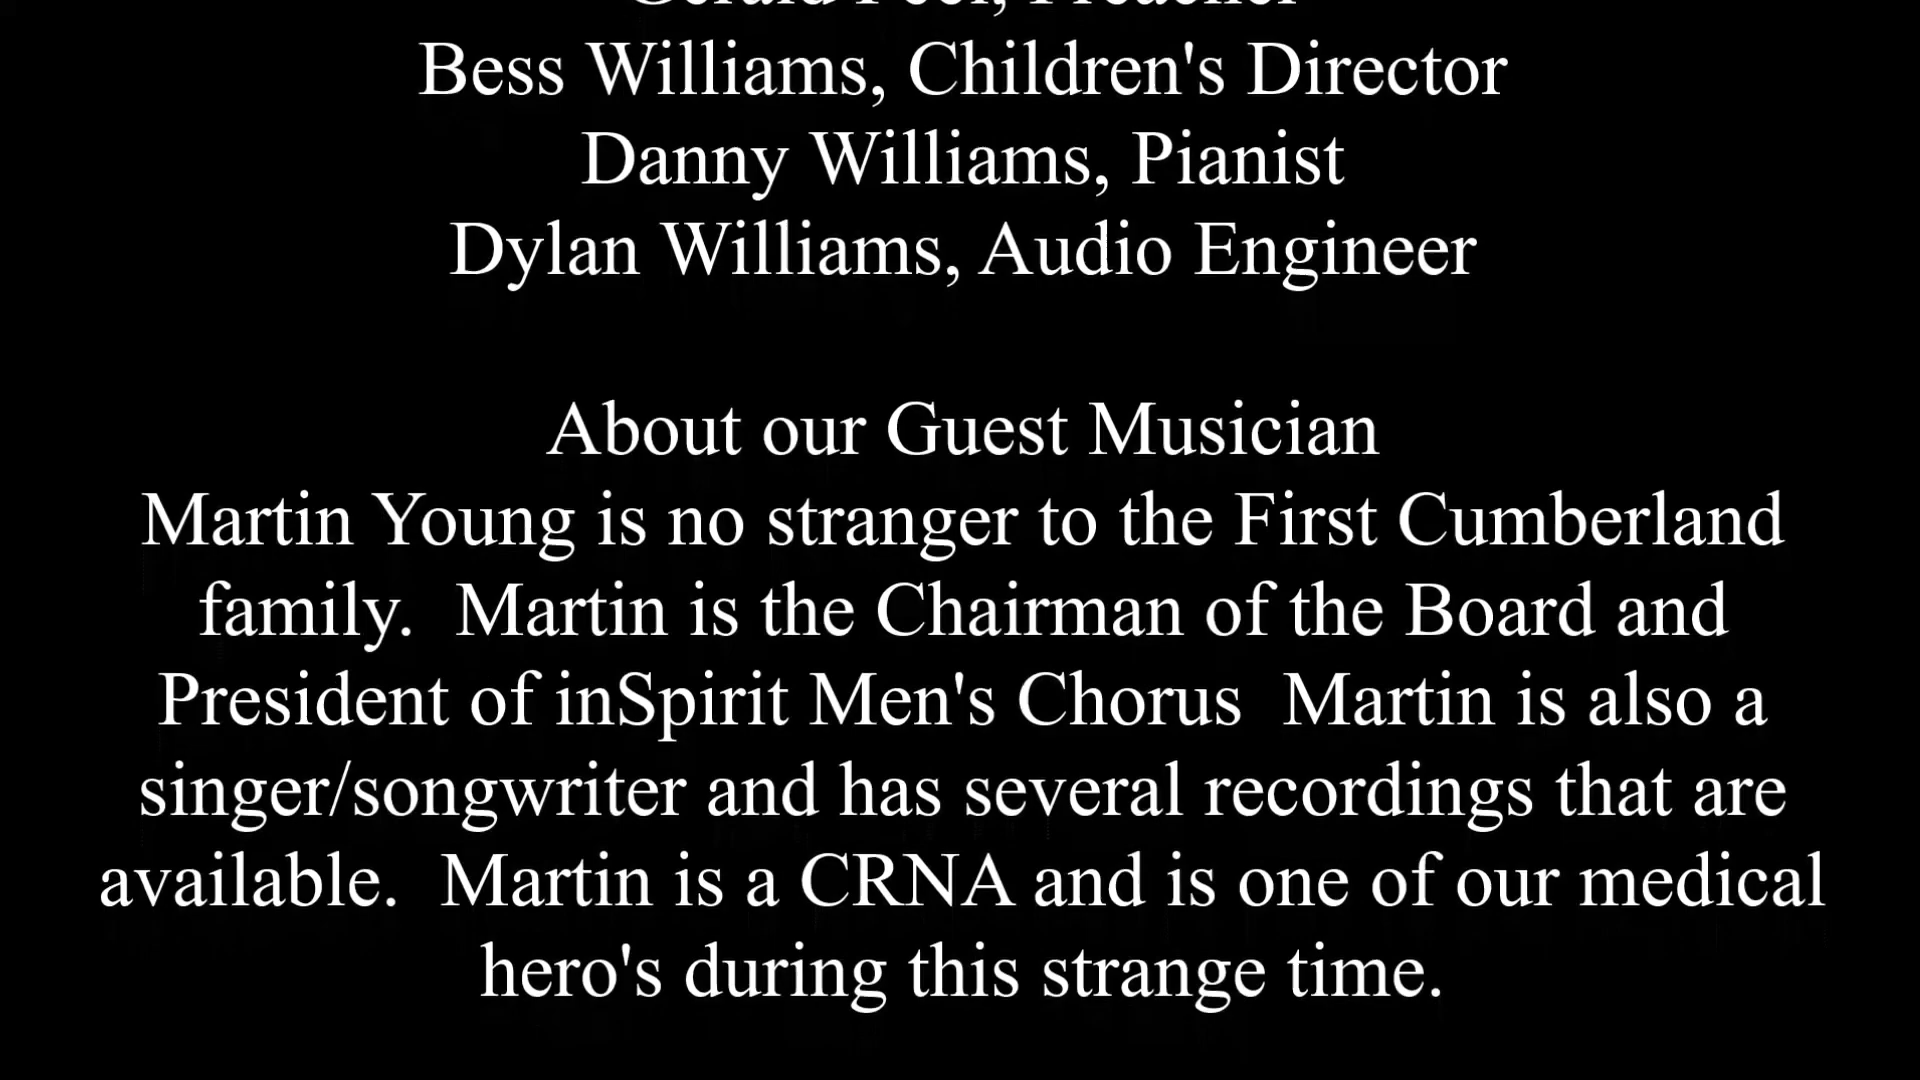 Bess Williams, Children's Director
Danny Williams, Pianist
Dylan Williams, Audio Engineer
About our Guest Musician
Martin Young is no stranger to the First Cumberland
family.  Martin is the Chairman of the Board and
President of inSpirit Men's Chorus  Martin is also a
singer/songwriter and has several recordings that are
available.  Martin is a CRNA and is one of our medical
hero's during this strange time.